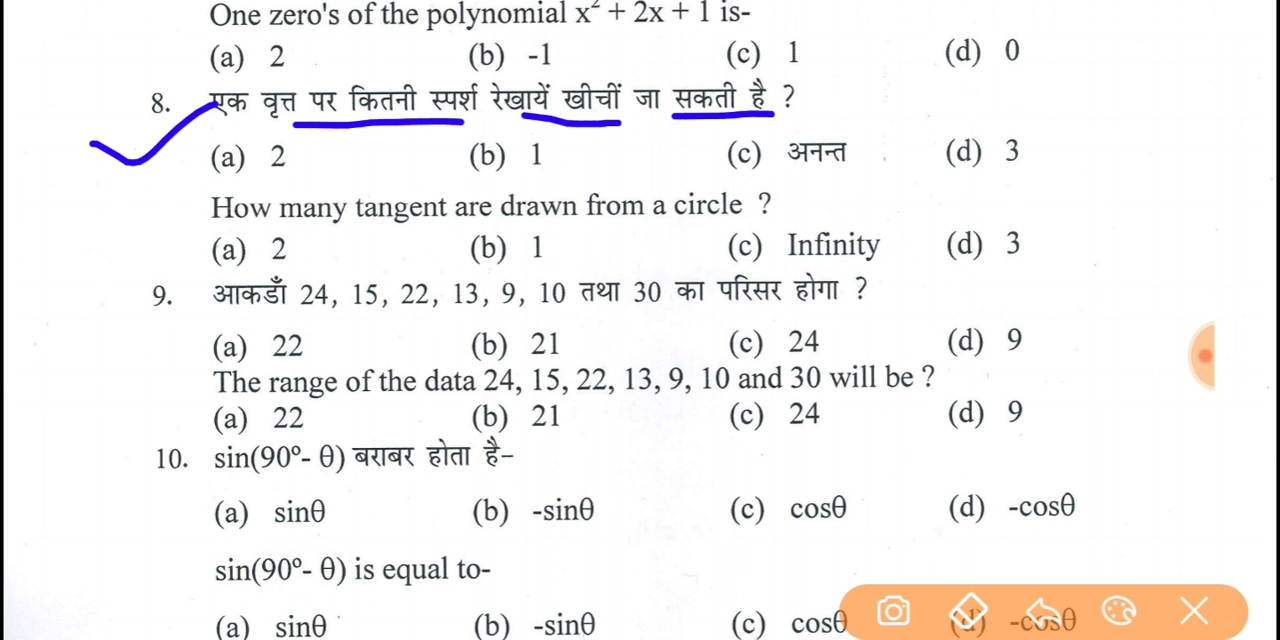 One zero's of the polynomial x² + 2x + 1 is-
(a) 2 (b) -1 (c) 1 (d) 0
8. एक वृत्त पर कितनी स्पर्श रेखायें खीचीं जा सकती है ?
(a) 2 (b) 1 (c) अनन्त (d) 3
How many tangent are drawn from a circle ?
(a) 2 (b) 1 (c) Infinity (d) 3
9. आकडाँ 24, 15, 22, 13, 9, 10 तथा 30 का परिसर होगा ?
(a) 22 (b) 21 (c) 24 (d) 9
The range of the data 24, 15, 22, 13, 9, 10 and 30 will be ?
(a) 22 (b) 21 (c) 24 (d) 9
10. sin(90º- θ) बराबर होता है-
(a) sinθ (b) -sinθ (c) cosθ (d) -cosθ
sin(90º- θ) is equal to-
(a) sinθ (b) -sinθ (c) cosθ (d) -cosθ